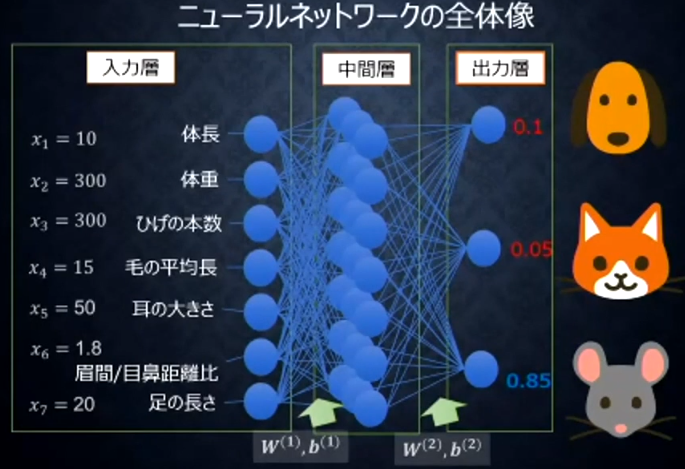 ニューラルネットワークの全体像
入力層
中間層
出力層
x₁ = 10 体長
x₂ = 300 体重
x₃ = 300 ひげの本数
x₄ = 15 毛の平均長
x₅ = 50 耳の大きさ
x₆ = 1.8
眉間/目鼻距離比
x₇ = 20 足の長さ
0.1
0.05
0.85
W⁽¹⁾, b⁽¹⁾
W⁽²⁾, b⁽²⁾